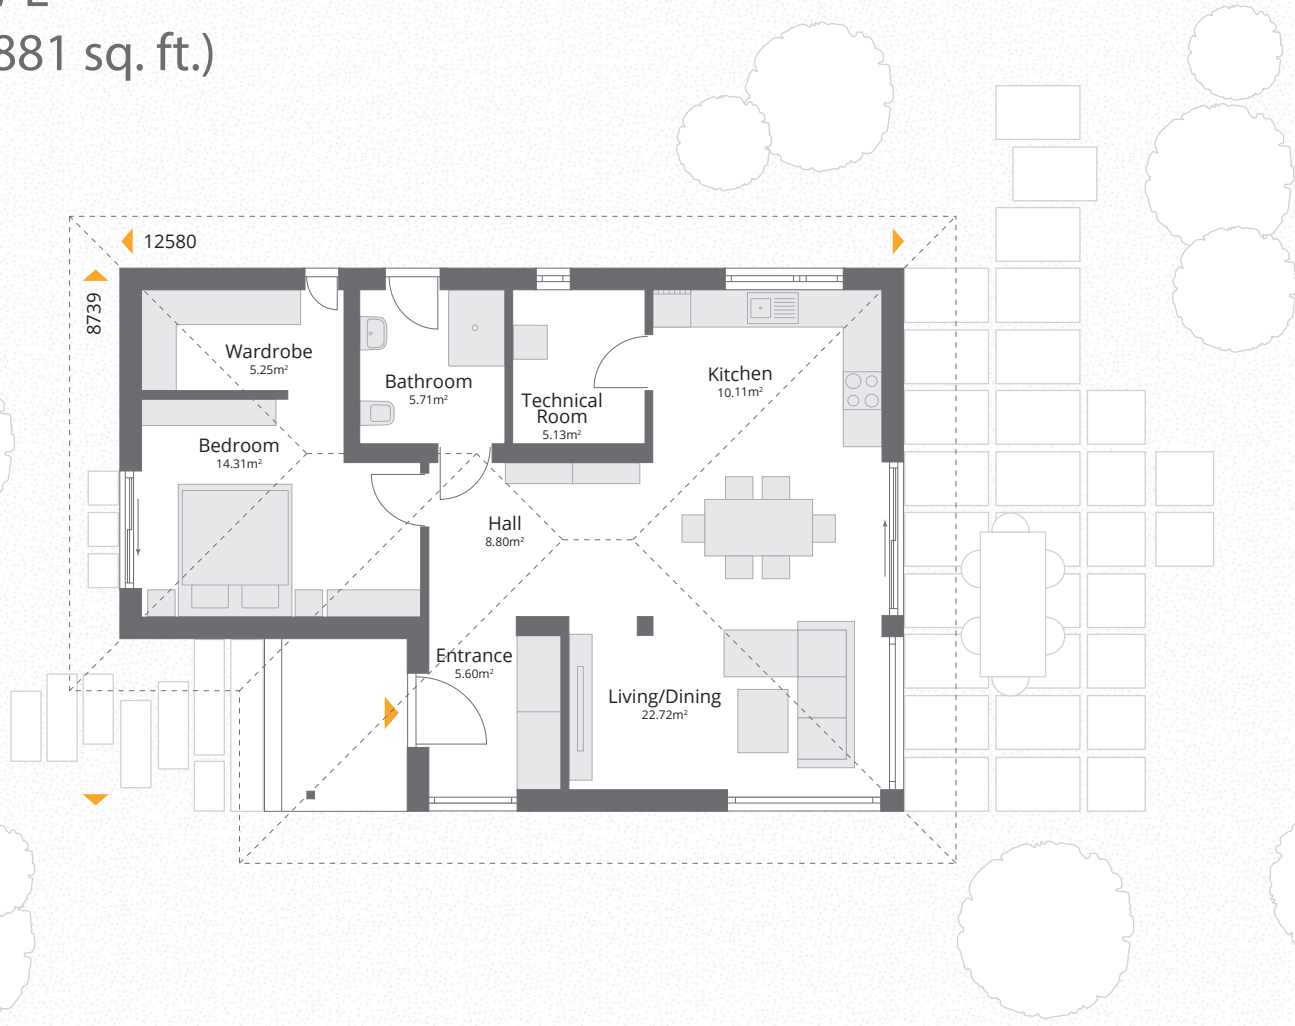 881 sq. ft.)
12580
8739
Wardrobe
5.25m²
Bathroom
5.71m²
Technical
Room
5.13m²
Kitchen
10.11m²
Bedroom
14.31m²
Hall
8.80m²
Entrance
5.60m²
Living/Dining
22.72m²